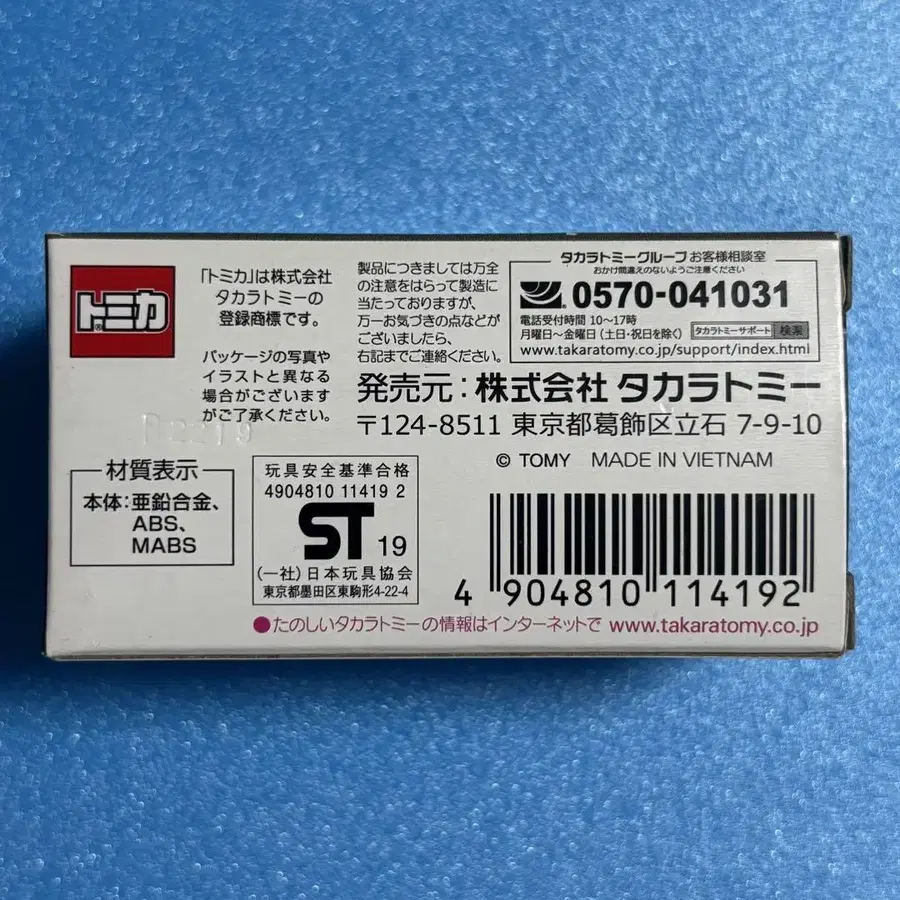 トミカ
®
「トミカ」は株式会社
タカラトミーの
登録商標です。
パッケージの写真や
イラストと異なる
場合がございます
がご了承ください。
製品につきましては万全
の注意をはらって製造に
当たっておりますが、
万一お気づきの点などが
ございましたら、
右記までご連絡ください。
タカラトミーグループ お客様相談室
おかけ間違えのないようご注意ください
0570-041031
電話受付時間 10〜17時
月曜日〜金曜日 (土日・祝日を除く) タカラトミーサポート 検索
www.takaratomy.co.jp/support/index.html
発売元:株式会社 タカラトミー
〒124-8511 東京都葛飾区立石 7-9-10
© TOMY MADE IN VIETNAM
材質表示
本体:亜鉛合金、
ABS、
MABS
玩具安全基準合格
4904810 11419 2
ST 19
(一社)日本玩具協会
東京都墨田区東駒形4-22-4
4 904810 114192
●たのしいタカラトミーの情報はインターネットで www.takaratomy.co.jp